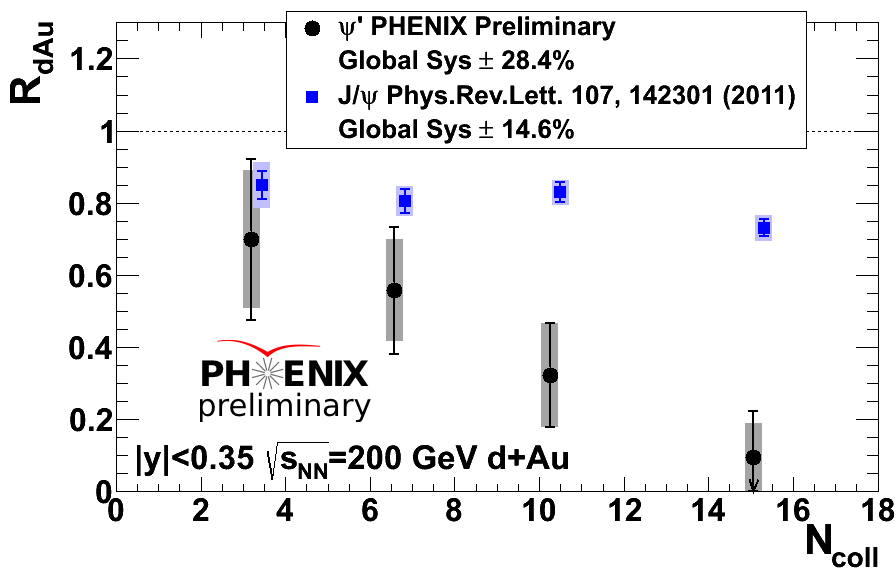 ψ' PHENIX Preliminary
Global Sys ± 28.4%
J/ψ Phys.Rev.Lett. 107, 142301 (2011)
Global Sys ± 14.6%
R_dAu
1.2
1
0.8
0.6
0.4
0.2
0
PHENIX
preliminary
|y|<0.35 √s_NN=200 GeV d+Au
0 2 4 6 8 10 12 14 16 18
N_coll